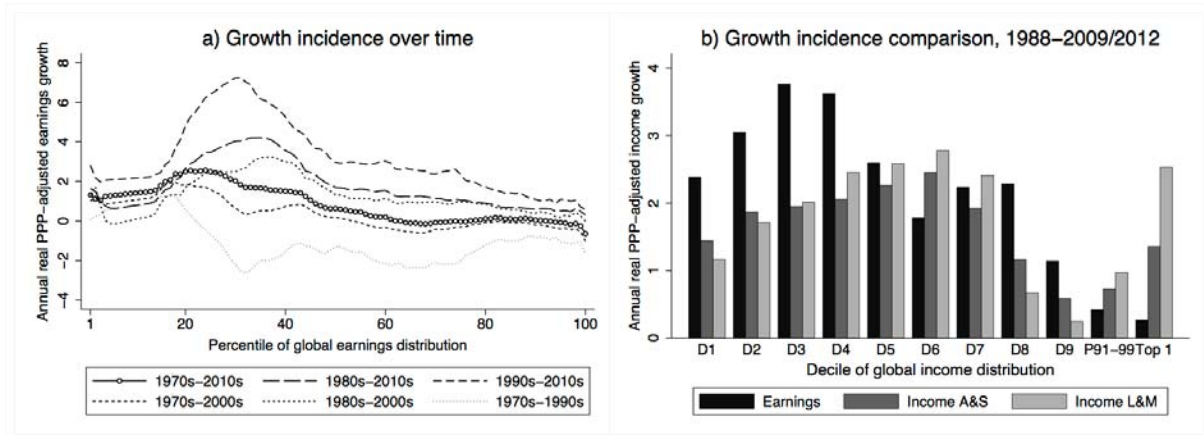 a) Growth incidence over time
Annual real PPP-adjusted earnings growth
8
6
4
2
0
−2
−4
1
20
40
60
80
100
Percentile of global earnings distribution
1970s−2010s
1980s−2010s
1990s−2010s
1970s−2000s
1980s−2000s
1970s−1990s
b) Growth incidence comparison, 1988−2009/2012
Annual real PPP-adjusted income growth
4
3
2
1
0
D1
D2
D3
D4
D5
D6
D7
D8
D9
P91−99
Top 1
Decile of global income distribution
Earnings
Income A&S
Income L&M